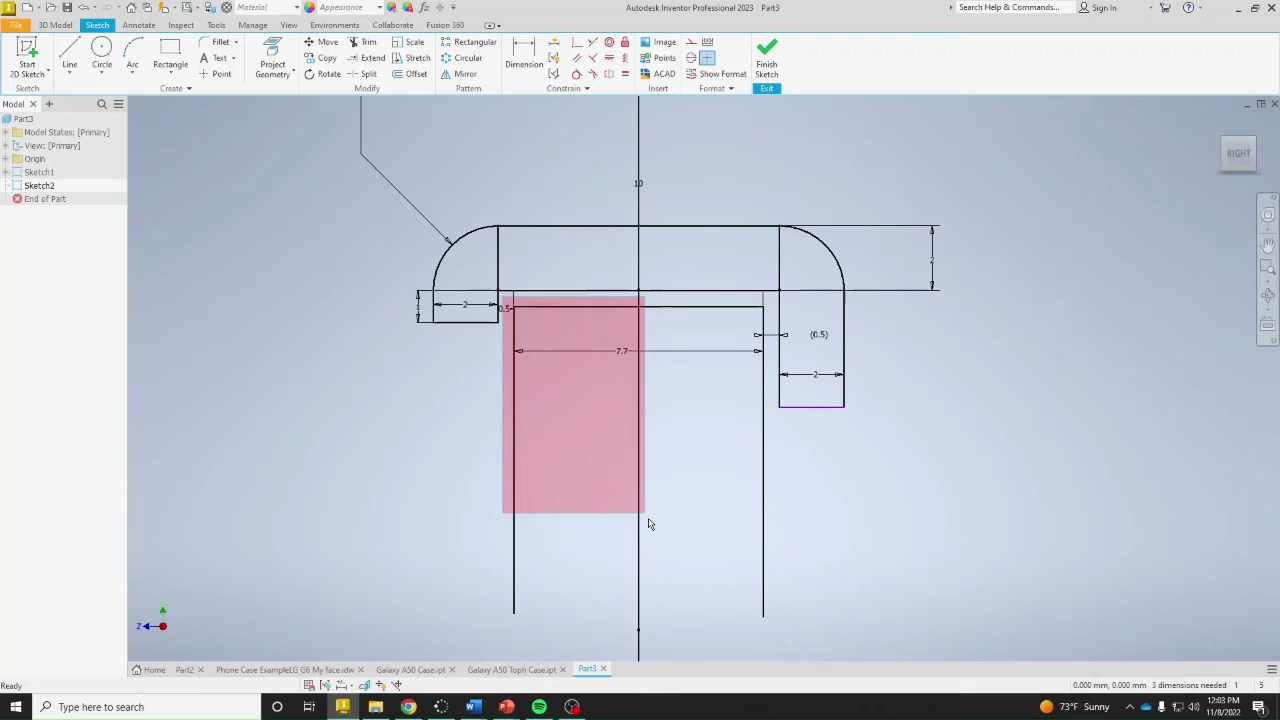 Material
Appearance
Autodesk Inventor Professional 2023 Part3
Search Help & Commands...
Sign In
File 3D Model Sketch Annotate Inspect Tools Manage View Environments Collaborate Fusion 360
Start
2D Sketch
Line
Circle
Arc
Rectangle
Fillet
Text
Point
Project
Geometry
Move
Copy
Rotate
Trim
Extend
Split
Scale
Stretch
Offset
Rectangular
Circular
Mirror
Dimension
Image
Points
ACAD
Show Format
Finish
Sketch
Sketch Create Modify Pattern Constrain Insert Format Exit
Model
Part3
Model States: [Primary]
View: [Primary]
Origin
Sketch1
Sketch2
End of Part
RIGHT
10
2
2
0.5
(0.5)
7.7
2
Z
Home Part2 Phone Case ExampleLG G6 My face.idw Galaxy A50 Case.ipt Galaxy A50 Toph Case.ipt Part3
Ready
0.000 mm, 0.000 mm 3 dimensions needed 1 5
Type here to search
73°F Sunny
12:03 PM
11/8/2022